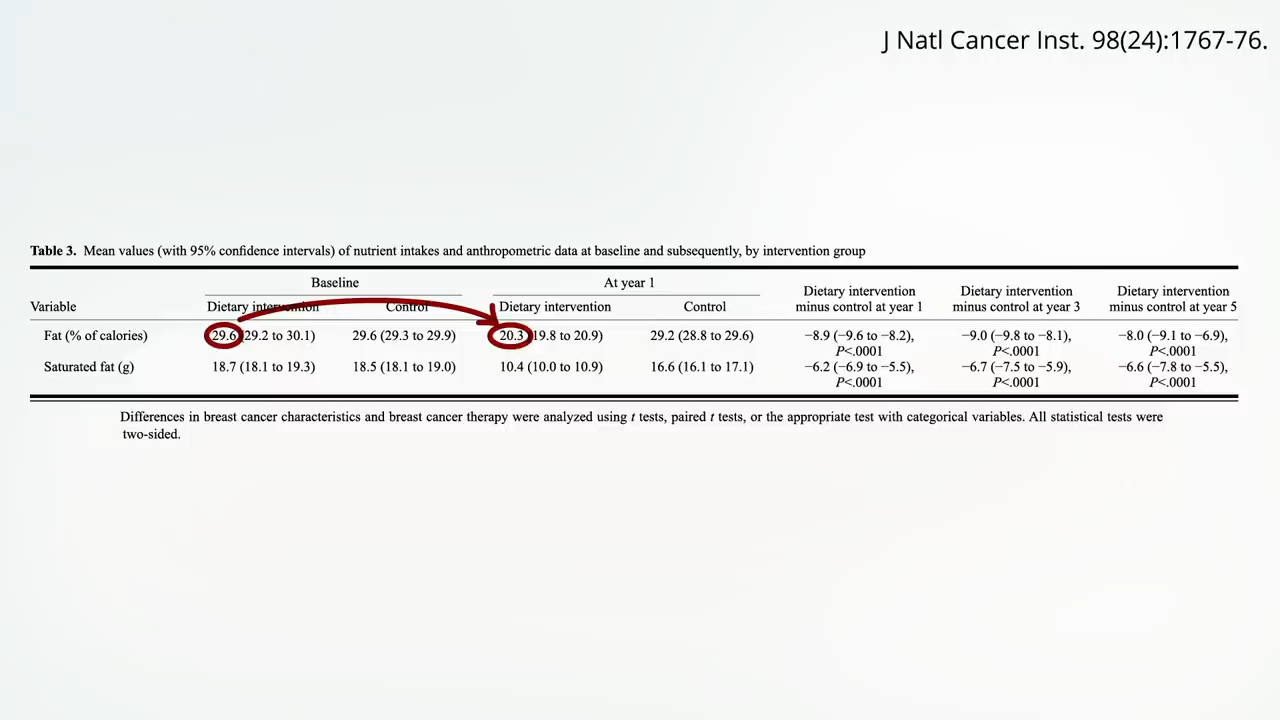 J Natl Cancer Inst. 98(24):1767-76.
Table 3. Mean values (with 95% confidence intervals) of nutrient intakes and anthropometric data at baseline and subsequently, by intervention group
Baseline At year 1
Dietary intervention Dietary intervention Dietary intervention
Variable Dietary intervention Control Dietary intervention Control minus control at year 1 minus control at year 3 minus control at year 5
Fat (% of calories) 29.6 (29.2 to 30.1) 29.6 (29.3 to 29.9) 20.3 (19.8 to 20.9) 29.2 (28.8 to 29.6) −8.9 (−9.6 to −8.2), −9.0 (−9.8 to −8.1), −8.0 (−9.1 to −6.9),
P<.0001 P<.0001 P<.0001
Saturated fat (g) 18.7 (18.1 to 19.3) 18.5 (18.1 to 19.0) 10.4 (10.0 to 10.9) 16.6 (16.1 to 17.1) −6.2 (−6.9 to −5.5), −6.7 (−7.5 to −5.9), −6.6 (−7.8 to −5.5),
P<.0001 P<.0001 P<.0001
Differences in breast cancer characteristics and breast cancer therapy were analyzed using t tests, paired t tests, or the appropriate test with categorical variables. All statistical tests were
two-sided.